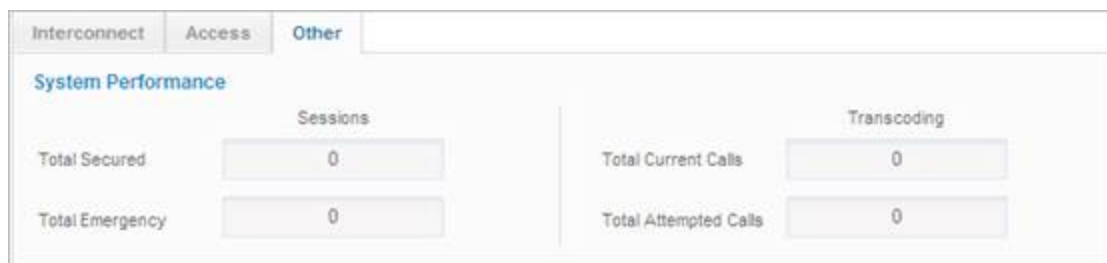 Interconnect Access Other
System Performance
Sessions Transcoding
Total Secured 0 Total Current Calls 0
Total Emergency 0 Total Attempted Calls 0